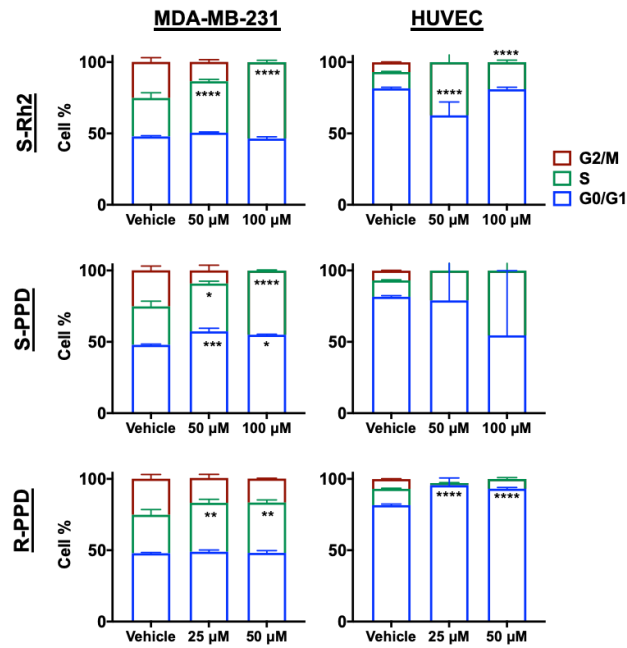 MDA-MB-231 HUVEC
S-Rh2
Cell %
100
50
0
****
****
Vehicle 50 µM 100 µM
100
50
0
****
****
Vehicle 50 µM 100 µM
G2/M
S
G0/G1
S-PPD
Cell %
100
50
0
*
***
****
*
Vehicle 50 µM 100 µM
100
50
0
Vehicle 50 µM 100 µM
R-PPD
Cell %
100
50
0
**
**
Vehicle 25 µM 50 µM
100
50
0
****
****
Vehicle 25 µM 50 µM